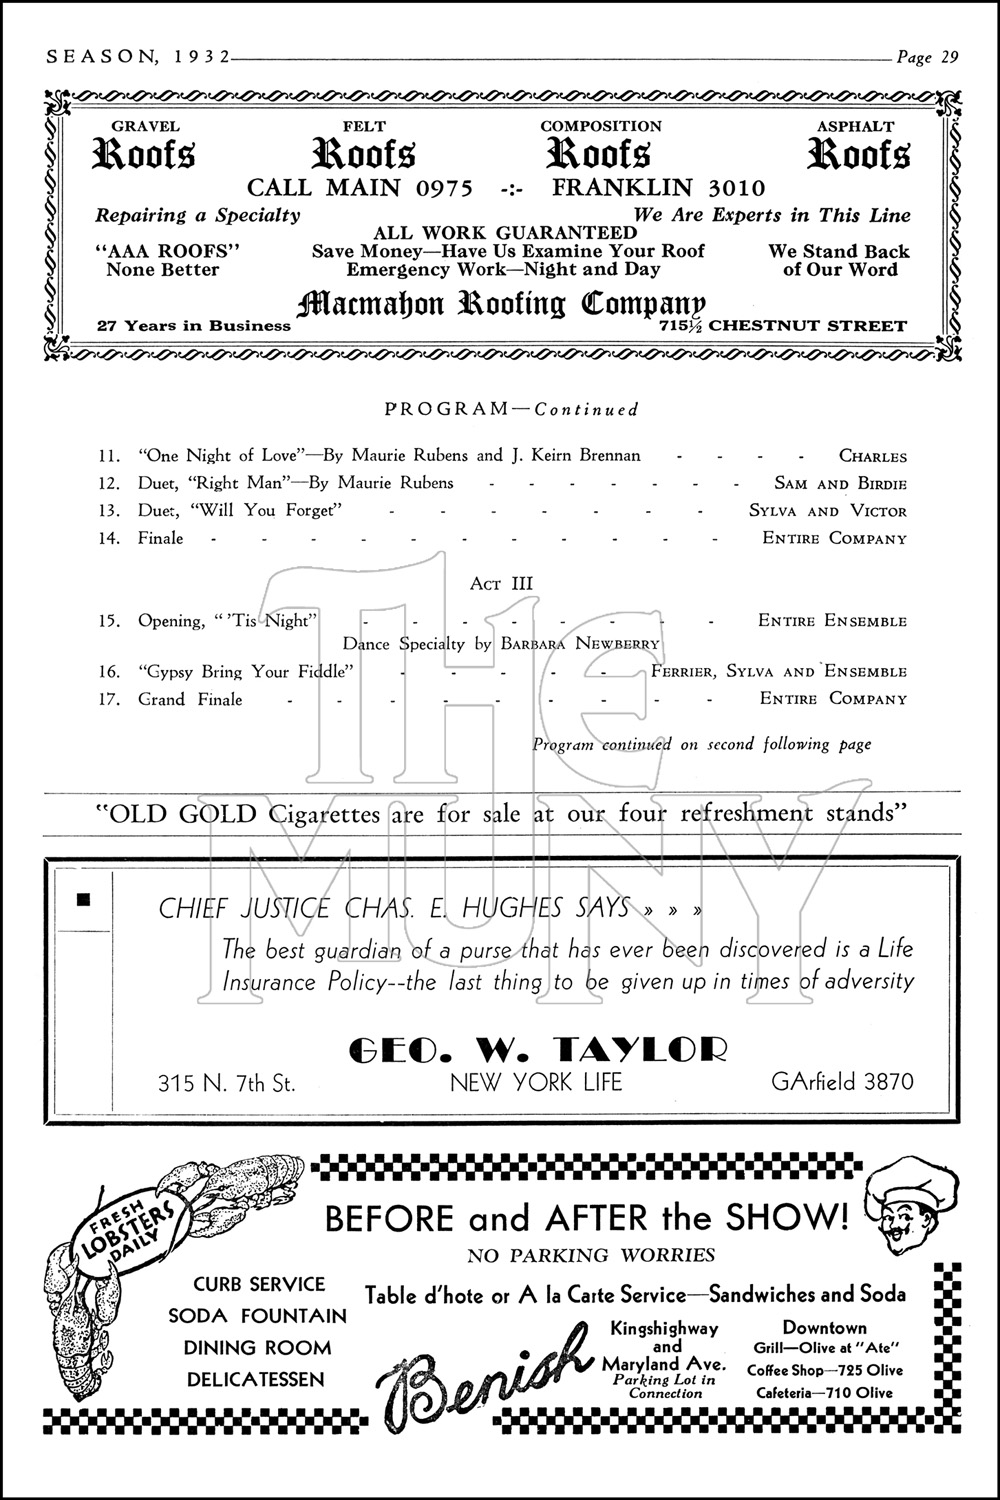 SEASON, 1932 Page 29
GRAVEL FELT COMPOSITION ASPHALT
Roofs Roofs Roofs Roofs
CALL MAIN 0975 -:- FRANKLIN 3010
Repairing a Specialty We Are Experts in This Line
ALL WORK GUARANTEED
"AAA ROOFS" Save Money—Have Us Examine Your Roof We Stand Back
None Better Emergency Work—Night and Day of Our Word
Macmahon Roofing Company
27 Years in Business 715½ CHESTNUT STREET
PROGRAM—Continued
11. "One Night of Love"—By Maurie Rubens and J. Keirn Brennan - - - - CHARLES
12. Duet, "Right Man"—By Maurie Rubens - - - - - - - SAM AND BIRDIE
13. Duet, "Will You Forget" - - - - - - - SYLVA AND VICTOR
14. Finale - - - - - - - - - - - ENTIRE COMPANY
ACT III
15. Opening, " 'Tis Night" - - - - - - - - ENTIRE ENSEMBLE
Dance Specialty by BARBARA NEWBERRY
16. "Gypsy Bring Your Fiddle" - - - - - FERRIER, SYLVA AND ENSEMBLE
17. Grand Finale - - - - - - - - - ENTIRE COMPANY
Program continued on second following page
THE
MUNY
"OLD GOLD Cigarettes are for sale at our four refreshment stands"
CHIEF JUSTICE CHAS. E. HUGHES SAYS » » »
The best guardian of a purse that has ever been discovered is a Life
Insurance Policy--the last thing to be given up in times of adversity
GEO. W. TAYLOR
315 N. 7th St. NEW YORK LIFE GArfield 3870
FRESH
LOBSTERS
DAILY
BEFORE and AFTER the SHOW!
NO PARKING WORRIES
CURB SERVICE
SODA FOUNTAIN
DINING ROOM
DELICATESSEN
Table d'hote or A la Carte Service—Sandwiches and Soda
Benish
Kingshighway
and
Maryland Ave.
Parking Lot in
Connection
Downtown
Grill—Olive at "Ate"
Coffee Shop—725 Olive
Cafeteria—710 Olive